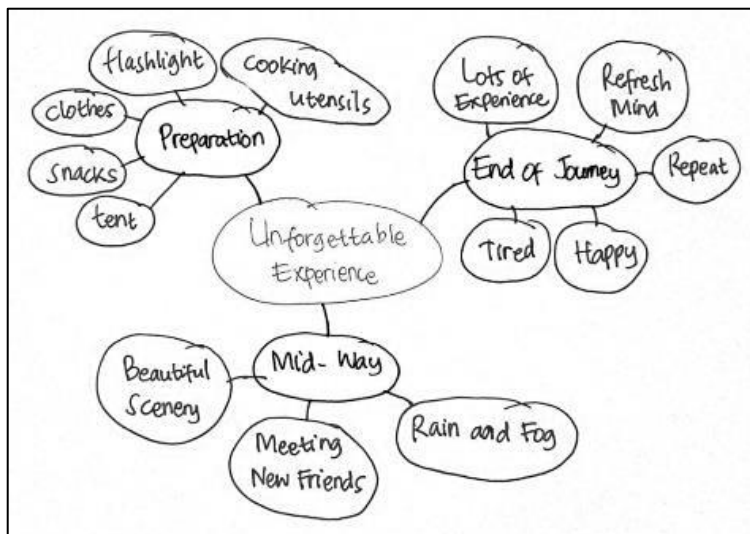 flashlight
Cooking
utensils
Clothes
Preparation
Snacks
tent
Lots of
Experience
Refresh
Mind
End Of Journey
Repeat
Tired
Happy
Unforgettable
Experience
Mid-Way
Beautiful
Scenery
Meeting
New Friends
Rain and Fog